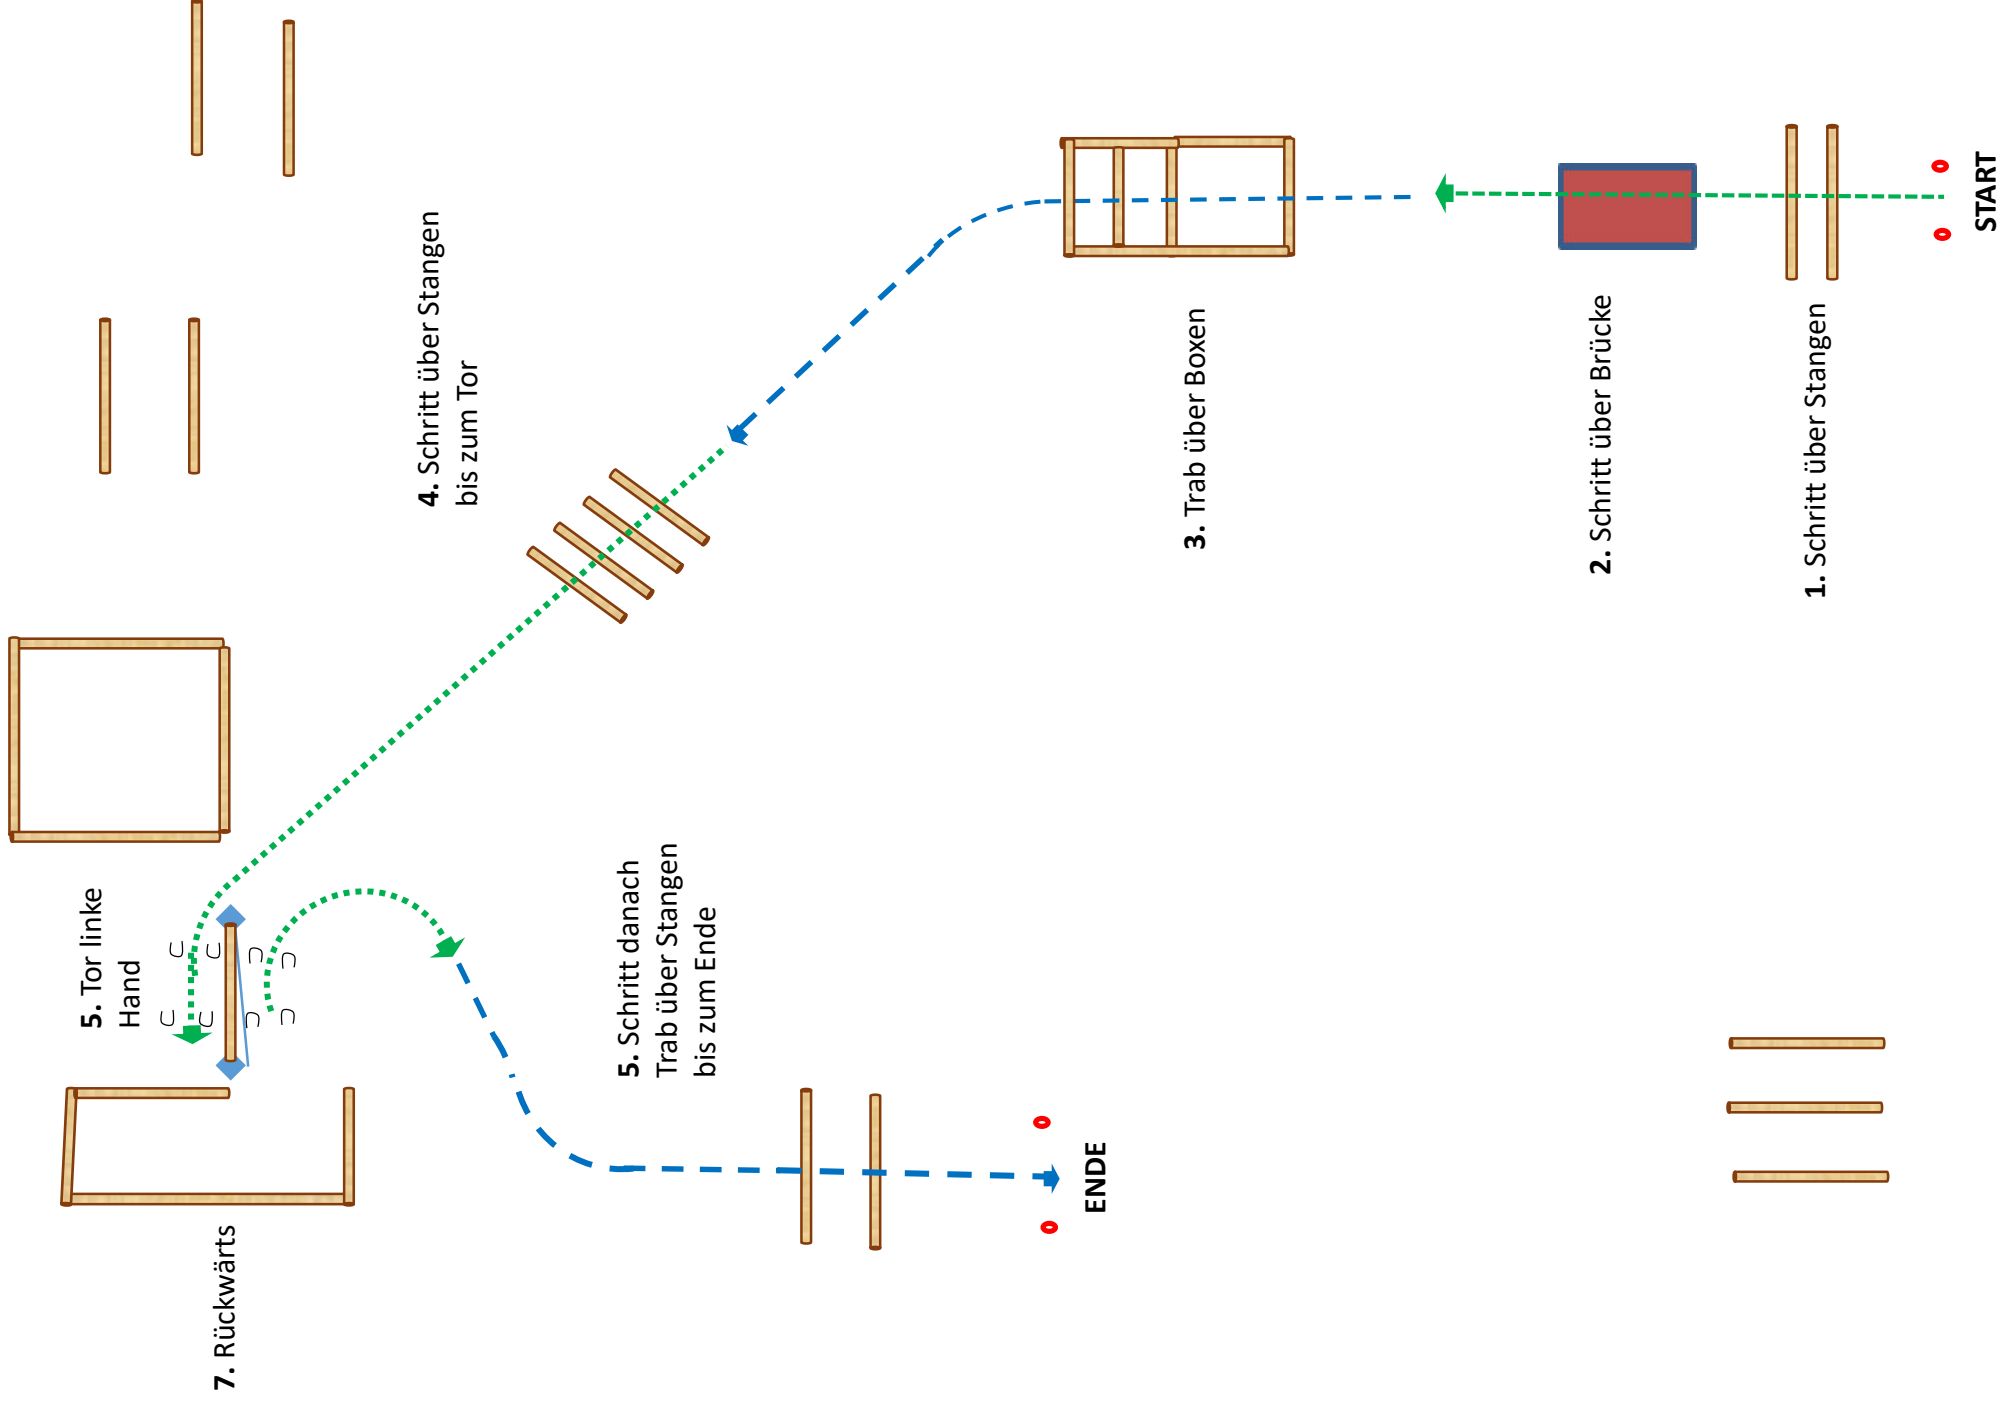 START
1. Schritt über Stangen
2. Schritt über Brücke
3. Trab über Boxen
4. Schritt über Stangen
bis zum Tor
5. Tor linke
Hand
7. Rückwärts
5. Schritt danach
Trab über Stangen
bis zum Ende
ENDE